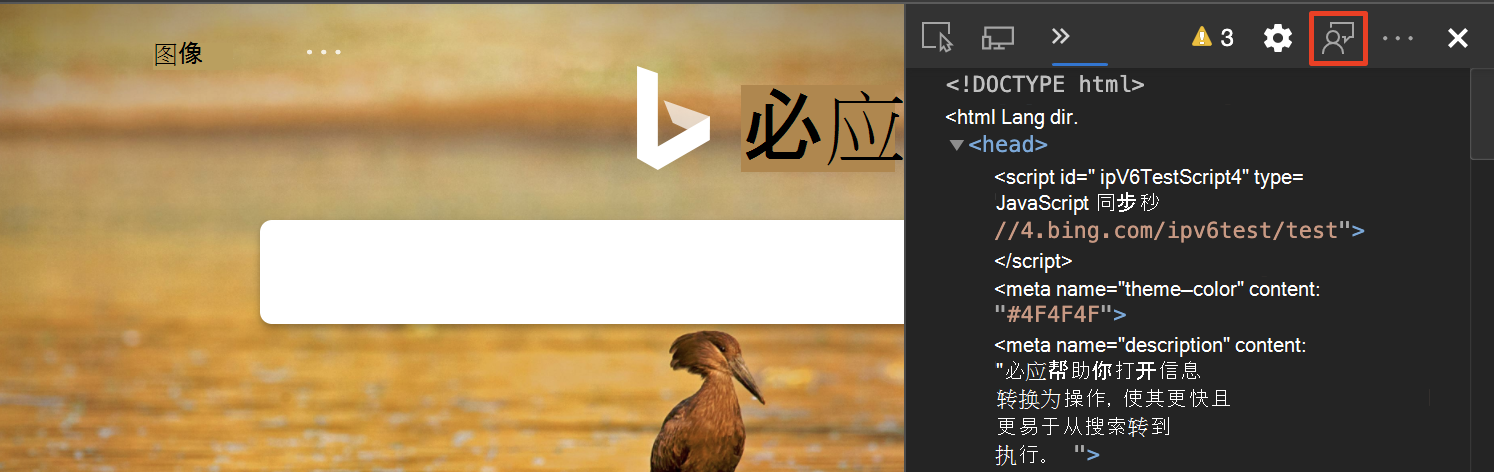 图像
必应
3
<!DOCTYPE html>
<html Lang dir.
<head>
<script id=" ipV6TestScript4" type=
JavaScript 同步秒
//4.bing.com/ipv6test/test">
</script>
<meta name="theme–color" content:
"#4F4F4F">
<meta name="description" content:
"必应帮助你打开信息
转换为操作, 使其更快且
更易于从搜索转到
执行。 ">